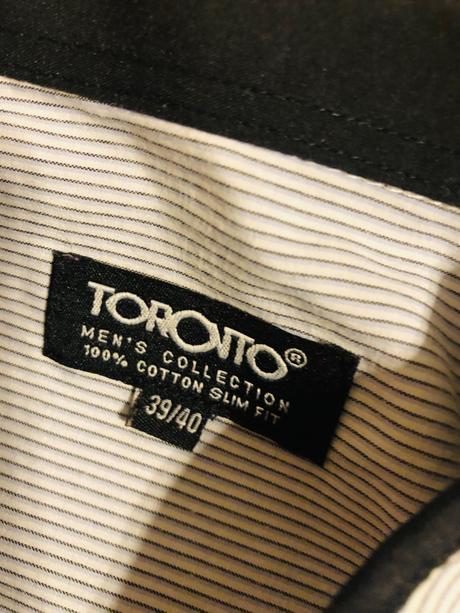 TORONTO®
MEN'S COLLECTION
100% COTTON SLIM FIT
39/40